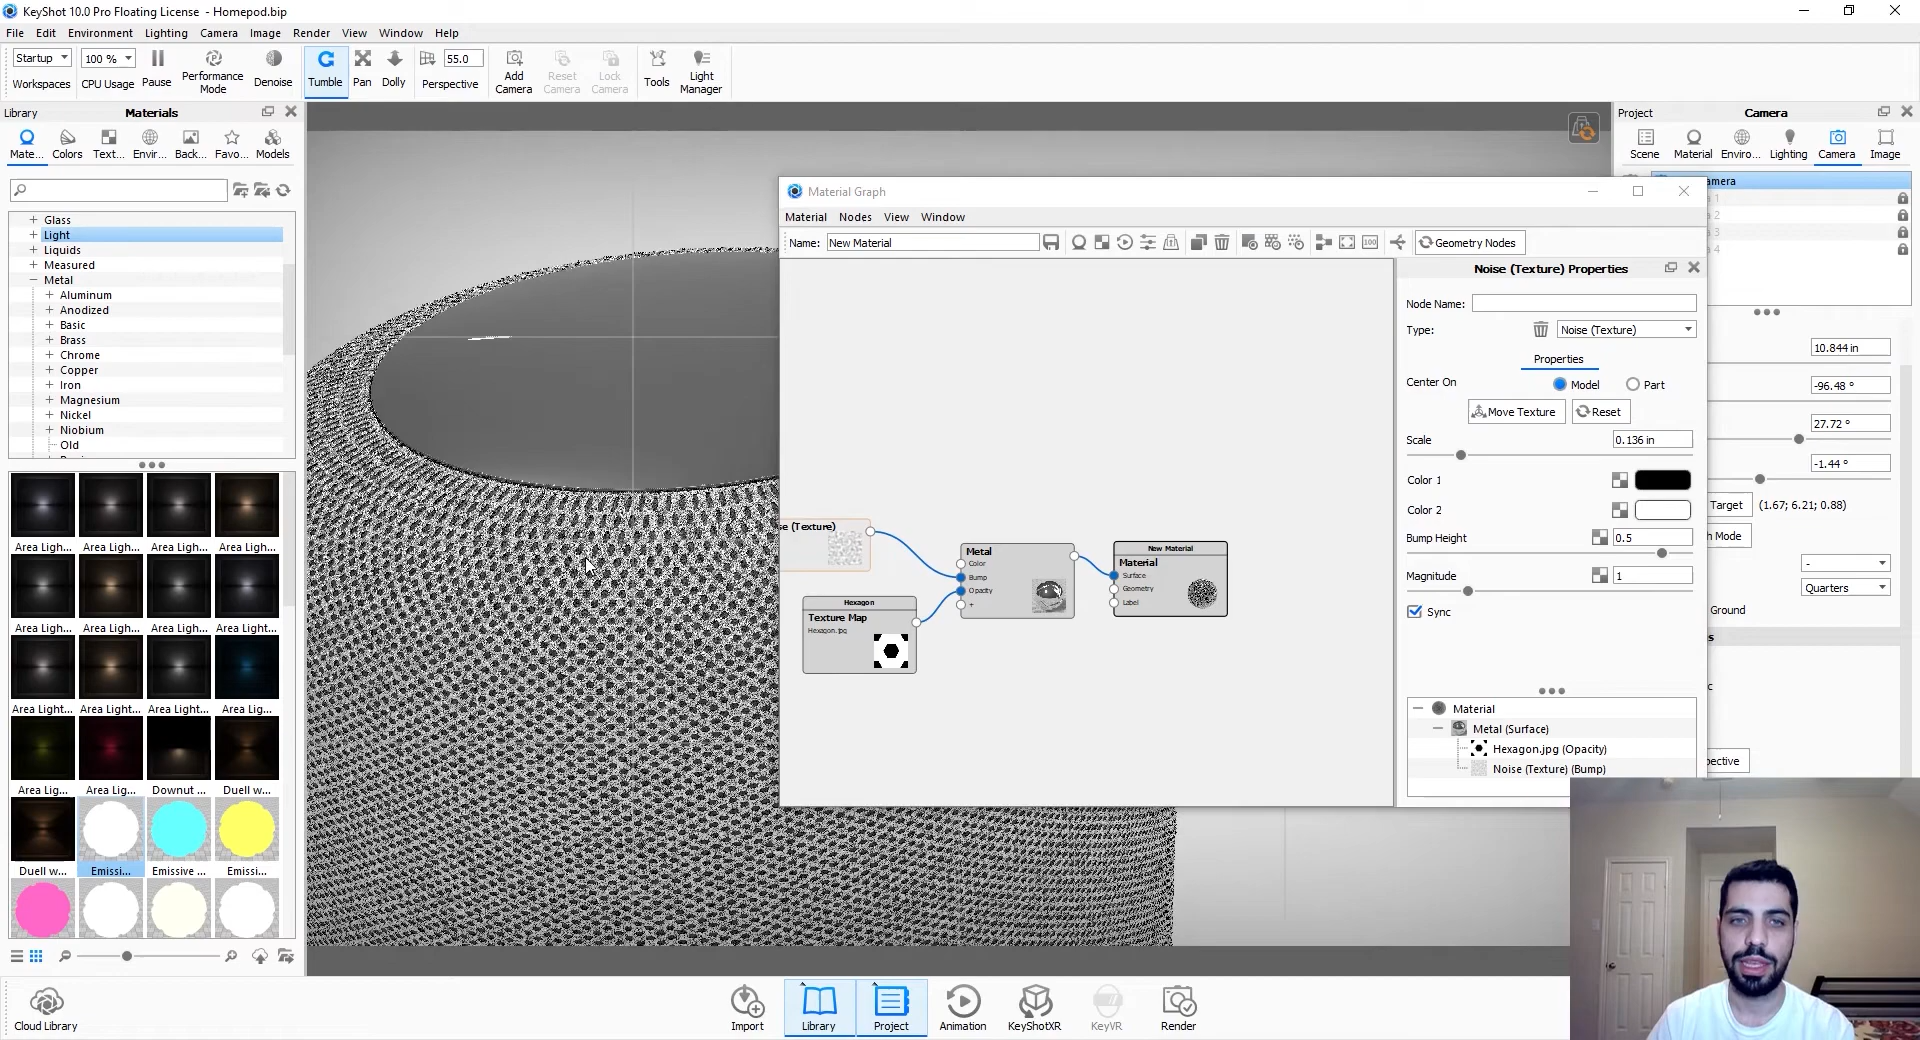 KeyShot 10.0 Pro Floating License - Homepod.bip
File Edit Environment Lighting Camera Image Render View Window Help
Startup 100 % 55.0
Workspaces CPU Usage Pause Performance Mode Denoise Tumble Pan Dolly Perspective Add Camera Reset Camera Lock Camera Tools Light Manager
Library Materials
Mate... Colors Text... Envir... Back... Favo... Models
Glass
Light
Liquids
Measured
Metal
Aluminum
Anodized
Basic
Brass
Chrome
Copper
Iron
Magnesium
Nickel
Niobium
Old
Area Ligh... Area Ligh... Area Ligh... Area Ligh...
Area Ligh... Area Ligh... Area Ligh... Area Light...
Area Light... Area Light... Area Light... Area Lig...
Area Lig... Area Lig... Downut ... Duell w...
Duell w... Emissi... Emissive ... Emissi...
Cloud Library
Material Graph
Material Nodes View Window
Name: New Material 100 Geometry Nodes
se (Texture)
Hexagon
Texture Map
Hexagon.jpg
Metal
Color
Bump
Opacity
+
New Material
Material
Surface
Geometry
Label
Noise (Texture) Properties
Node Name:
Type: Noise (Texture)
Properties
Center On Model Part
Move Texture Reset
Scale 0.136 in
Color 1
Color 2
Bump Height 0.5
Magnitude 1
Sync
Material
Metal (Surface)
Hexagon.jpg (Opacity)
Noise (Texture) (Bump)
Project Camera
Scene Material Enviro... Lighting Camera Image
amera
1
2
3
4
10.844 in
-96.48 °
27.72 °
-1.44 °
Target (1.67; 6.21; 0.88)
h Mode
-
Quarters
Ground
s
c
pective
Import Library Project Animation KeyShotXR KeyVR Render